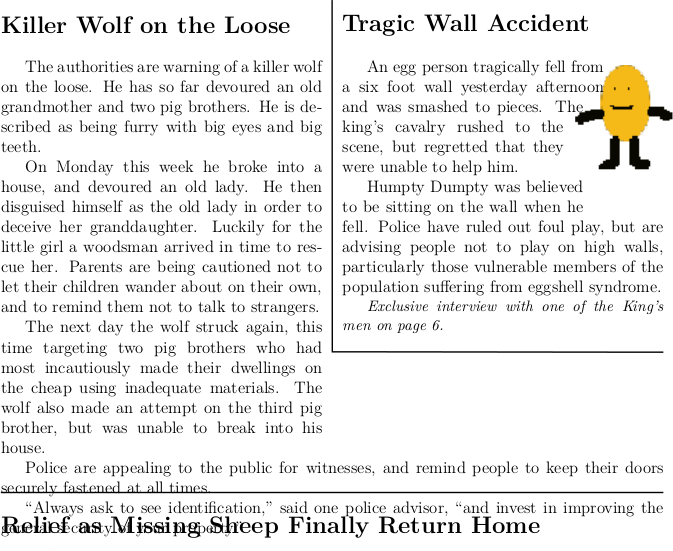 Killer Wolf on the Loose
The authorities are warning of a killer wolf
on the loose. He has so far devoured an old
grandmother and two pig brothers. He is de-
scribed as being furry with big eyes and big
teeth.
On Monday this week he broke into a
house, and devoured an old lady. He then
disguised himself as the old lady in order to
deceive her granddaughter. Luckily for the
little girl a woodsman arrived in time to res-
cue her. Parents are being cautioned not to
let their children wander about on their own,
and to remind them not to talk to strangers.
The next day the wolf struck again, this
time targeting two pig brothers who had
most incautiously made their dwellings on
the cheap using inadequate materials. The
wolf also made an attempt on the third pig
brother, but was unable to break into his
house.
Tragic Wall Accident
An egg person tragically fell from
a six foot wall yesterday afternoon
and was smashed to pieces. The
king's cavalry rushed to the
scene, but regretted that they
were unable to help him.
Humpty Dumpty was believed
to be sitting on the wall when he
fell. Police have ruled out foul play, but are
advising people not to play on high walls,
particularly those vulnerable members of the
population suffering from eggshell syndrome.
Exclusive interview with one of the King's
men on page 6.
Police are appealing to the public for witnesses, and remind people to keep their doors
securely fastened at all times.
“Always ask to see identification,” said one police advisor, “and invest in improving the
general security of your property.”
Relief as Missing Sheep Finally Return Home